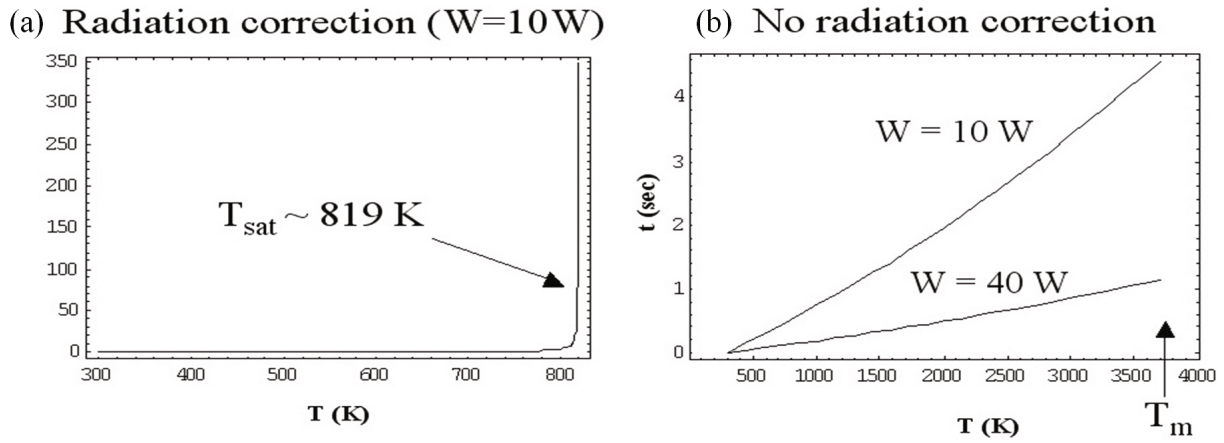 (a) Radiation correction (W=10W)
350
300
250
200
150
100
50
0
T_sat ~ 819 K
300 400 500 600 700 800
T (K)
(b) No radiation correction
4
3
2
1
0
t (sec)
W = 10 W
W = 40 W
500 1000 1500 2000 2500 3000 3500 4000
T (K)
T_m